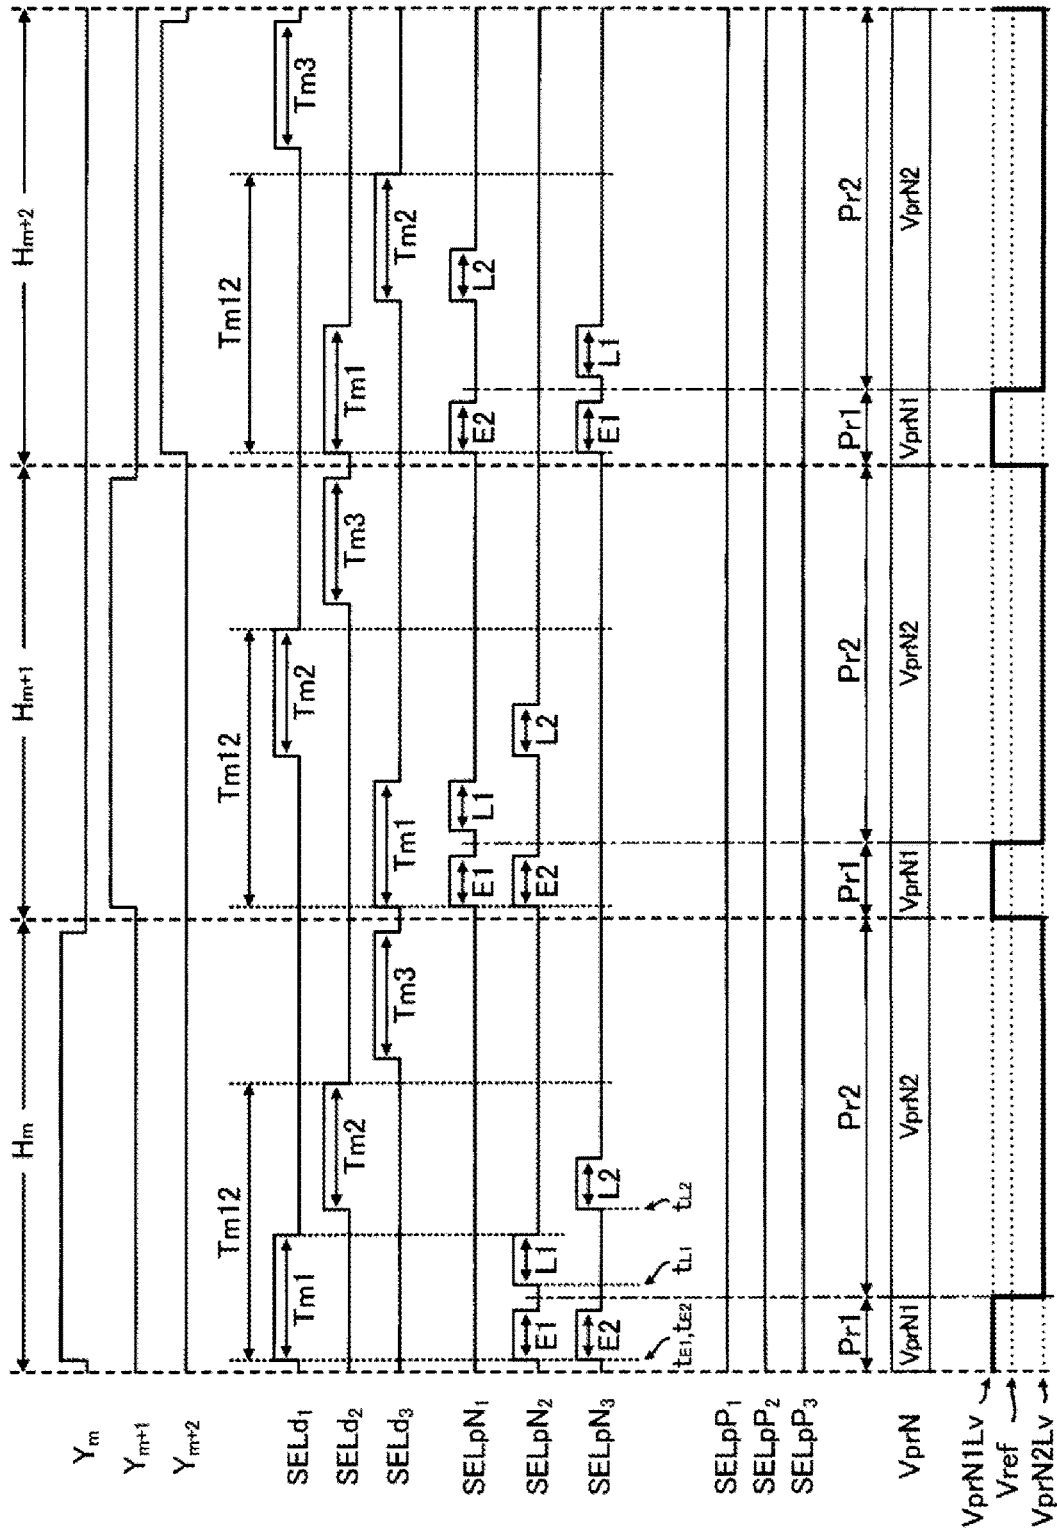 Hm Hm+1 Hm+2
Ym
Ym+1
Ym+2
Tm12 Tm12 Tm12
SELd1 Tm1 Tm2 Tm3
SELd2 Tm2 Tm3 Tm1
SELd3 Tm3 Tm1 Tm2
SELpN1 E1 L1 E2 L2
SELpN2 E1 L1 E2 L2
SELpN3 E2 L2 E1 L1
tE1,tE2 tL1 tL2
SELpP1
SELpP2
SELpP3
Pr1 Pr2 Pr1 Pr2 Pr1 Pr2
VprN VprN1 VprN2 VprN1 VprN2 VprN1 VprN2
VprN1Lv
Vref
VprN2Lv